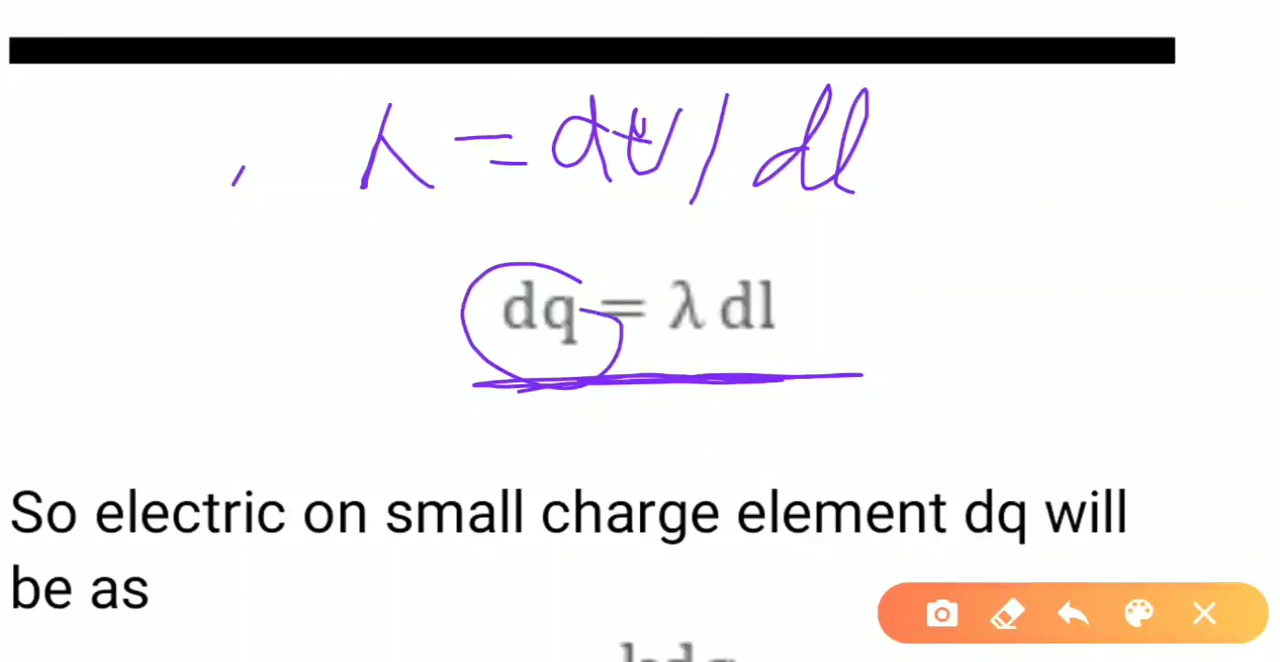 λ = dq / dl
dq = λ dl
So electric on small charge element dq will
be as